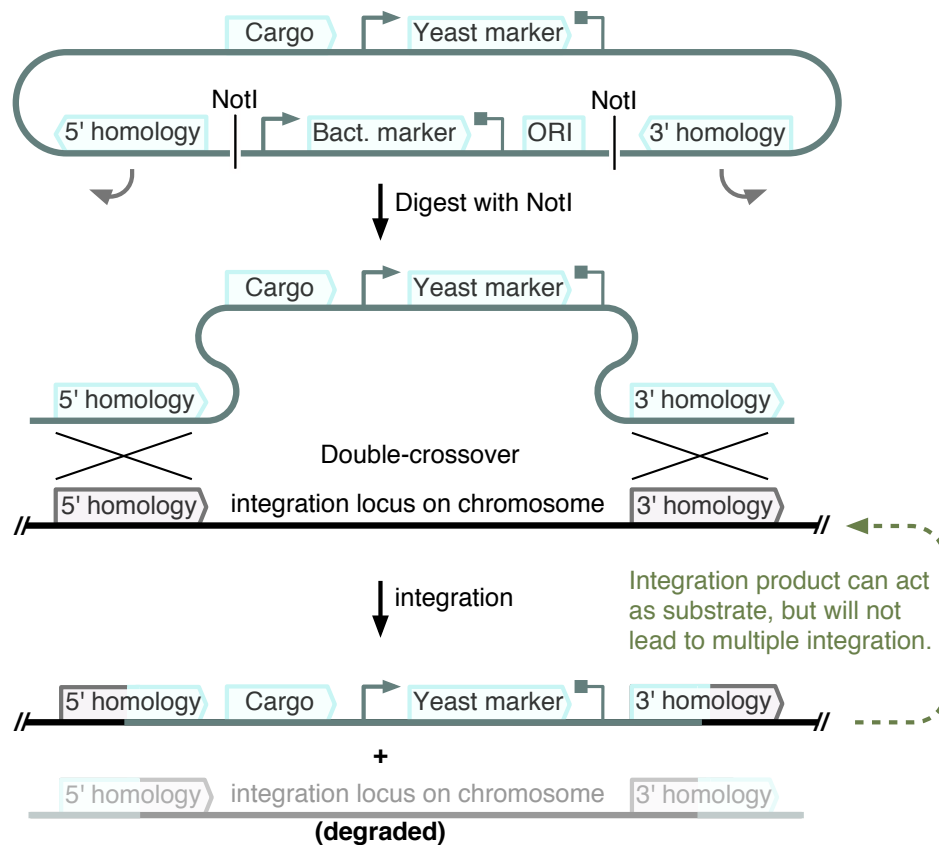 Cargo
Yeast marker
NotI
NotI
5' homology
Bact. marker
ORI
3' homology
Digest with NotI
Cargo
Yeast marker
5' homology
3' homology
Double-crossover
5' homology
integration locus on chromosome
3' homology
//
//
integration
Integration product can act
as substrate, but will not
lead to multiple integration.
5' homology
Cargo
Yeast marker
3' homology
//
//
+
5' homology
integration locus on chromosome
3' homology
(degraded)